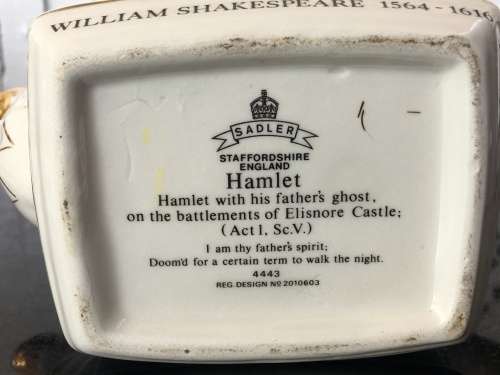 WILLIAM SHAKESPEARE 1564-1616
SADLER
STAFFORDSHIRE
ENGLAND
Hamlet
Hamlet with his father's ghost,
on the battlements of Elisnore Castle;
(Act 1, Sc.V.)
I am thy father's spirit;
Doom'd for a certain term to walk the night.
4443
REG. DESIGN Nº 2010603